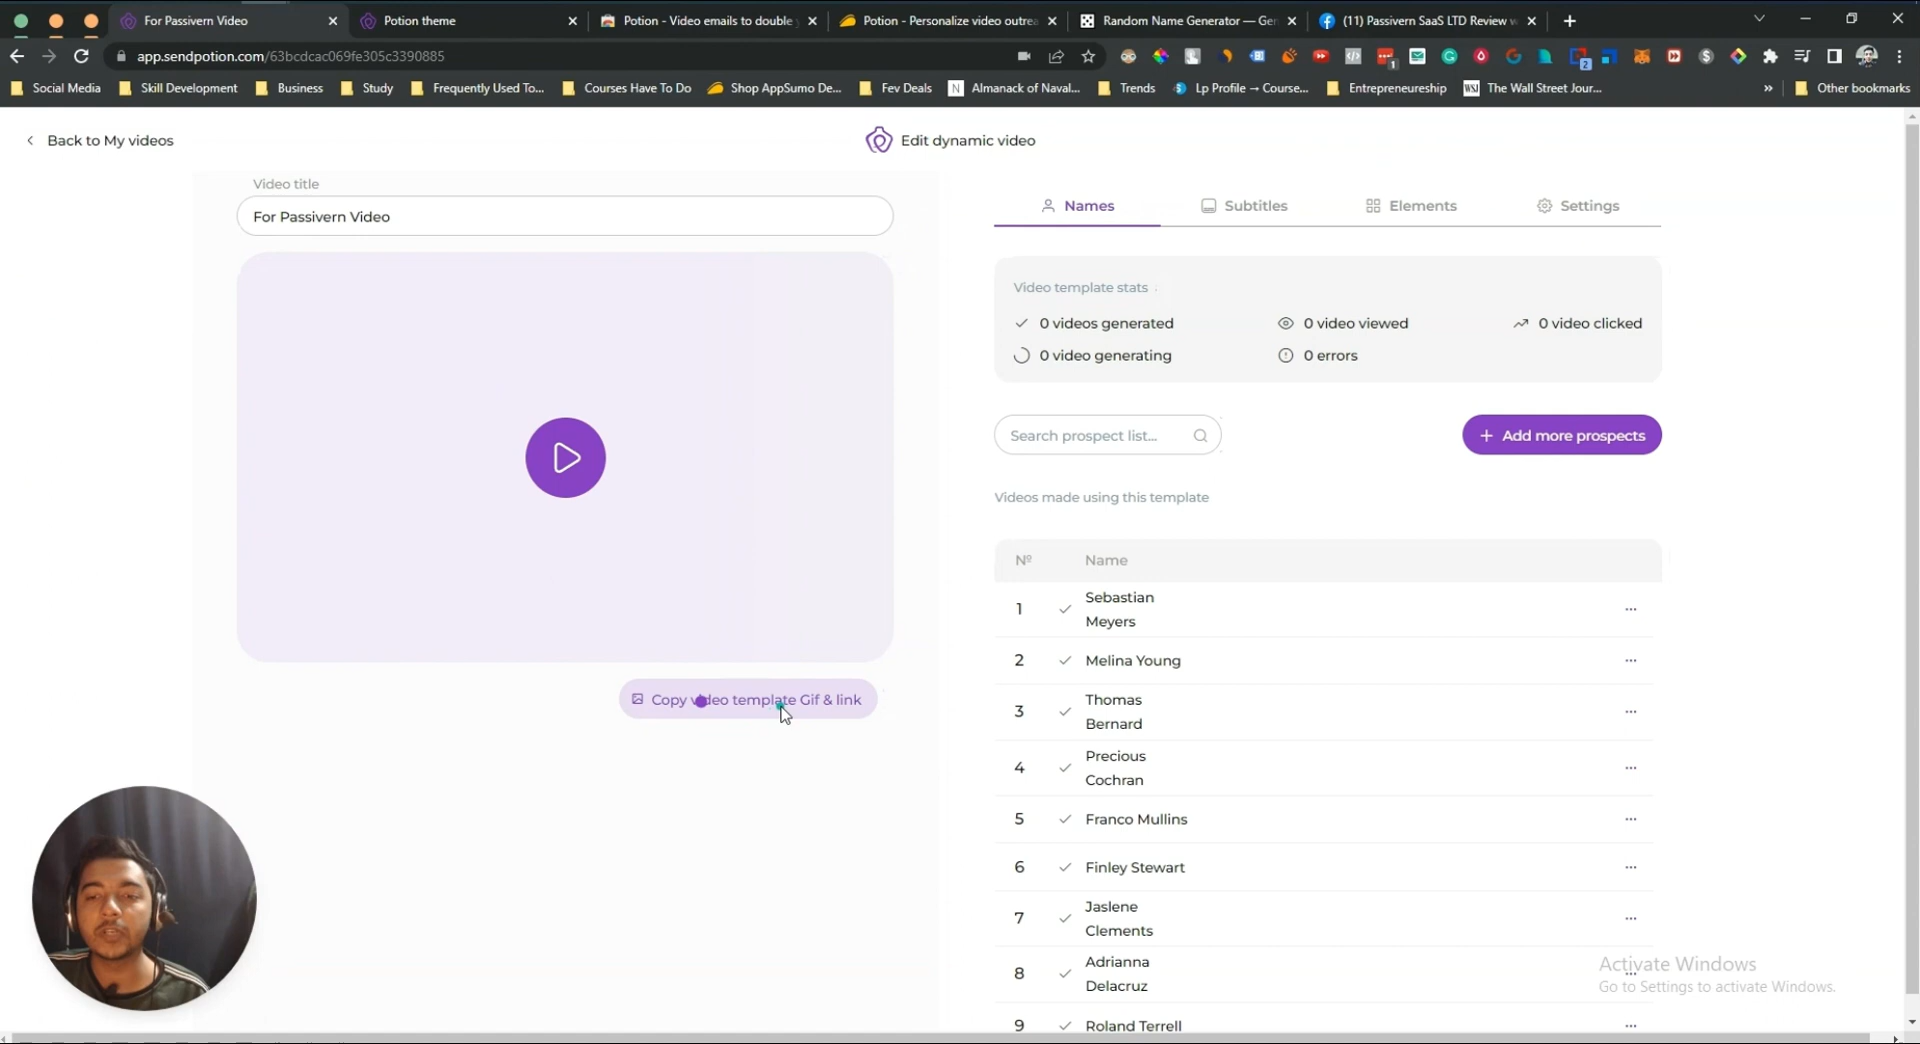 For Passivern Video
Potion theme
Potion - Video emails to double
Potion - Personalize video outrea
Random Name Generator — Gen
(11) Passivern SaaS LTD Review w
app.sendpotion.com/63bcdcac069fe305c3390885
1
2
Social Media
Skill Development
Business
Study
Frequently Used To...
Courses Have To Do
Shop AppSumo De...
Fev Deals
Almanack of Naval...
Trends
Lp Profile → Course...
Entrepreneurship
WSJ The Wall Street Jour...
»
Other bookmarks
Back to My videos
Edit dynamic video
Video title
For Passivern Video
Names
Subtitles
Elements
Settings
Video template stats
0 videos generated
0 video viewed
0 video clicked
0 video generating
0 errors
Search prospect list...
+ Add more prospects
Videos made using this template
Nº
Name
1
Sebastian
Meyers
2
Melina Young
3
Thomas
Bernard
4
Precious
Cochran
5
Franco Mullins
6
Finley Stewart
7
Jaslene
Clements
8
Adrianna
Delacruz
9
Roland Terrell
Copy video template Gif & link
Activate Windows
Go to Settings to activate Windows.